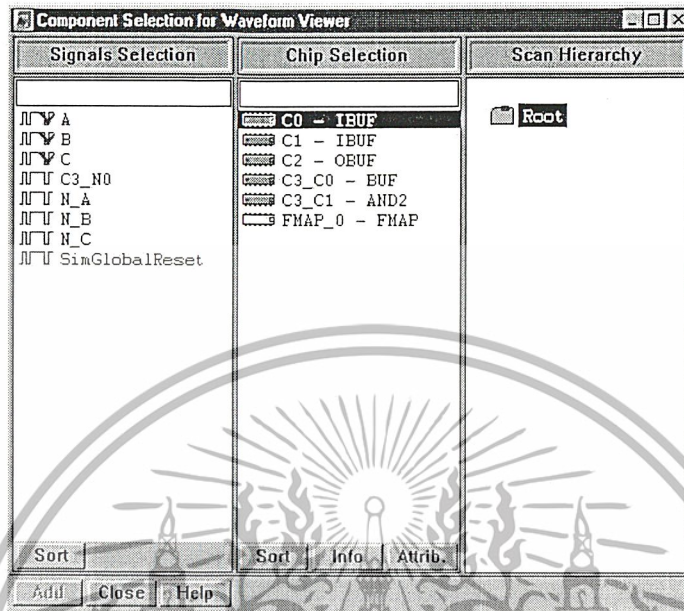 Component Selection for Waveform Viewer
Signals Selection
Chip Selection
Scan Hierarchy
A
B
C
C3_N0
N_A
N_B
N_C
SimGlobalReset
C0 - IBUF
C1 - IBUF
C2 - OBUF
C3_C0 - BUF
C3_C1 - AND2
FMAP_0 - FMAP
Root
Sort
Sort Info Attrib.
Add Close Help